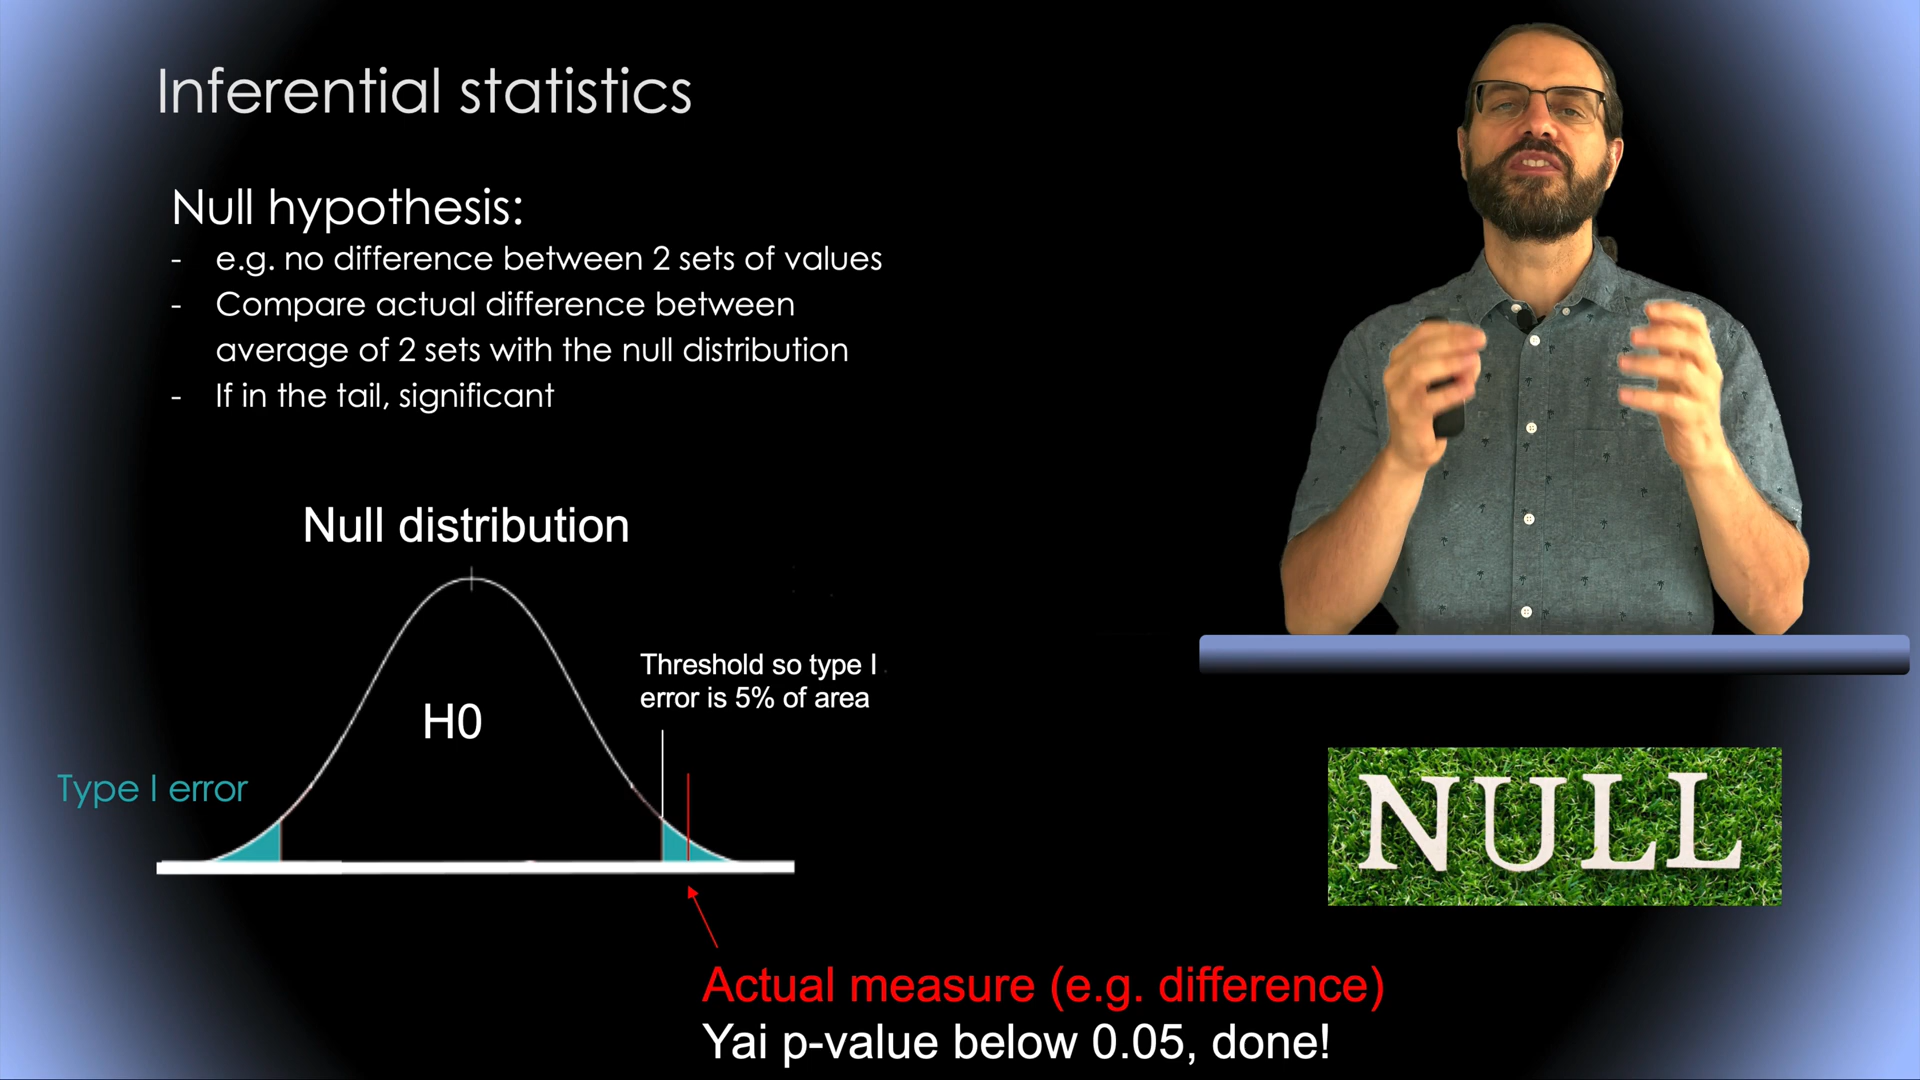 Inferential statistics
Null hypothesis:
- e.g. no difference between 2 sets of values
- Compare actual difference between
average of 2 sets with the null distribution
- If in the tail, significant
Null distribution
Threshold so type I
error is 5% of area
H0
Type I error
NULL
Actual measure (e.g. difference)
Yai p-value below 0.05, done!